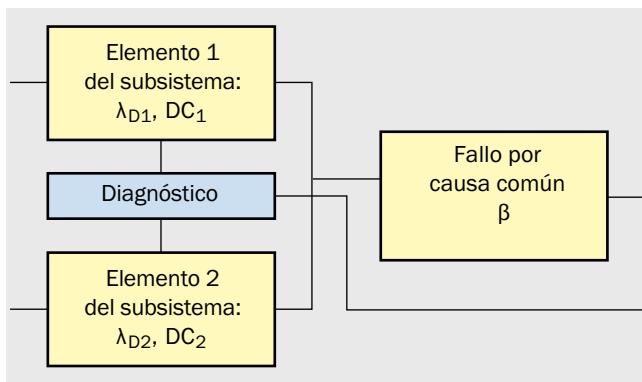 Elemento 1
del subsistema:
λD1, DC1
Diagnóstico
Elemento 2
del subsistema:
λD2, DC2
Fallo por
causa común
β